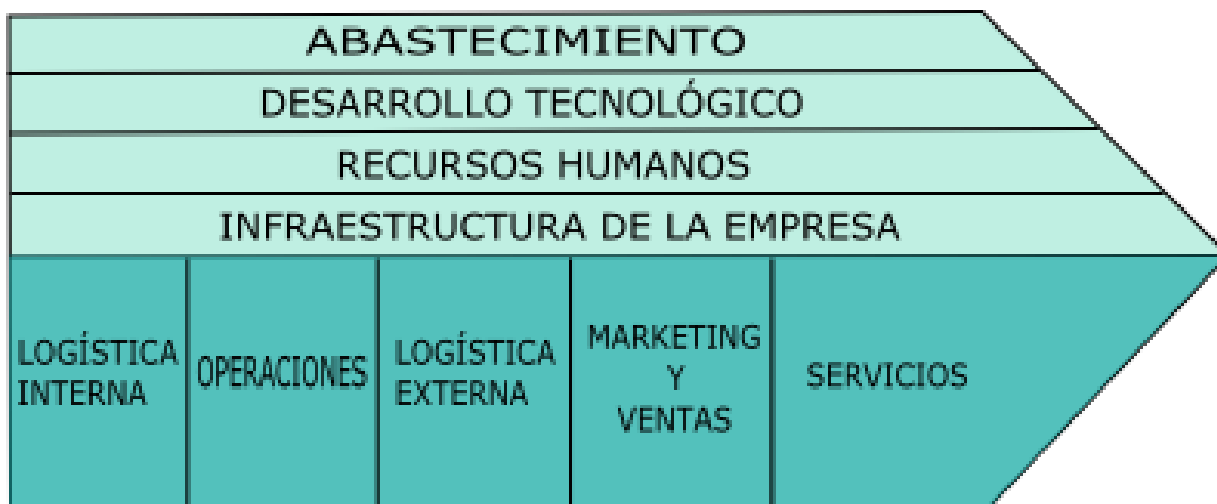 ABASTECIMIENTO
DESARROLLO TECNOLÓGICO
RECURSOS HUMANOS
INFRAESTRUCTURA DE LA EMPRESA
LOGÍSTICA
INTERNA
OPERACIONES
LOGÍSTICA
EXTERNA
MARKETING
Y
VENTAS
SERVICIOS